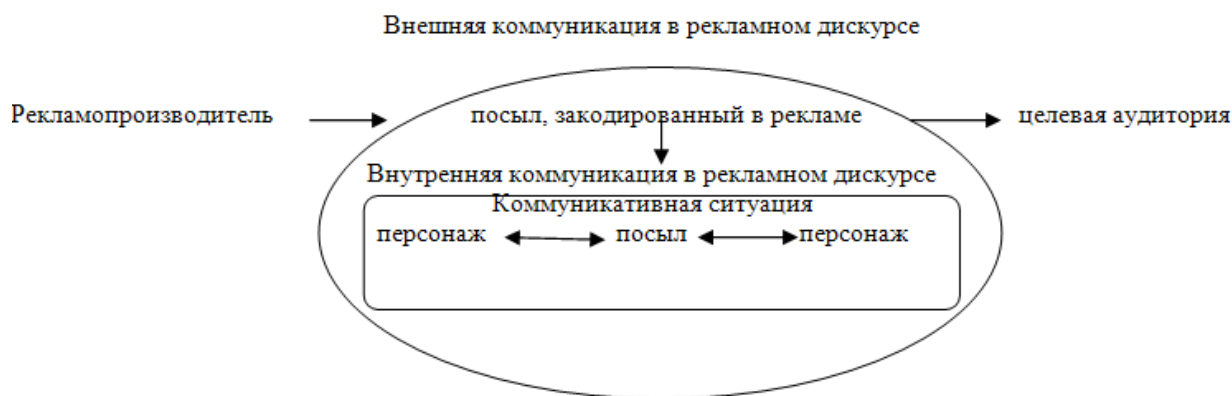 Внешняя коммуникация в рекламном дискурсе
Рекламопроизводитель посыл, закодированный в рекламе целевая аудитория
Внутренняя коммуникация в рекламном дискурсе
Коммуникативная ситуация
персонаж посыл персонаж